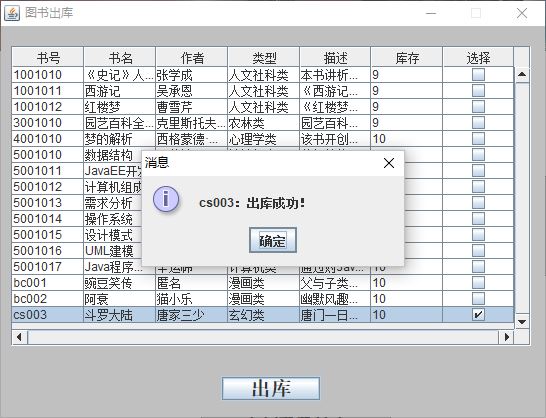 图书出库
书号 书名 作者 类型 描述 库存 选择
1001010 《史记》人... 张学成 人文社科类 本书讲析... 9
1001011 西游记 吴承恩 人文社科类 《西游记... 9
1001012 红楼梦 曹雪芹 人文社科类 《红楼梦... 9
3001010 园艺百科全... 克里斯托夫... 农林类 园艺百科... 9
4001010 梦的解析 西格蒙德·... 心理学类 该书开创... 10
5001010 数据结构
5001011 JavaEE开
5001012 计算机组成
5001013 需求分析
5001014 操作系统
5001015 设计模式
5001016 UML建模
5001017 Java程序... 计算机类 通过对Jav... 10
bc001 豌豆笑传 匿名 漫画类 父与子类... 10
bc002 阿衰 猫小乐 漫画类 幽默风趣... 10
cs003 斗罗大陆 唐家三少 玄幻类 唐门一日... 10
消息
cs003：出库成功！
确定
出库